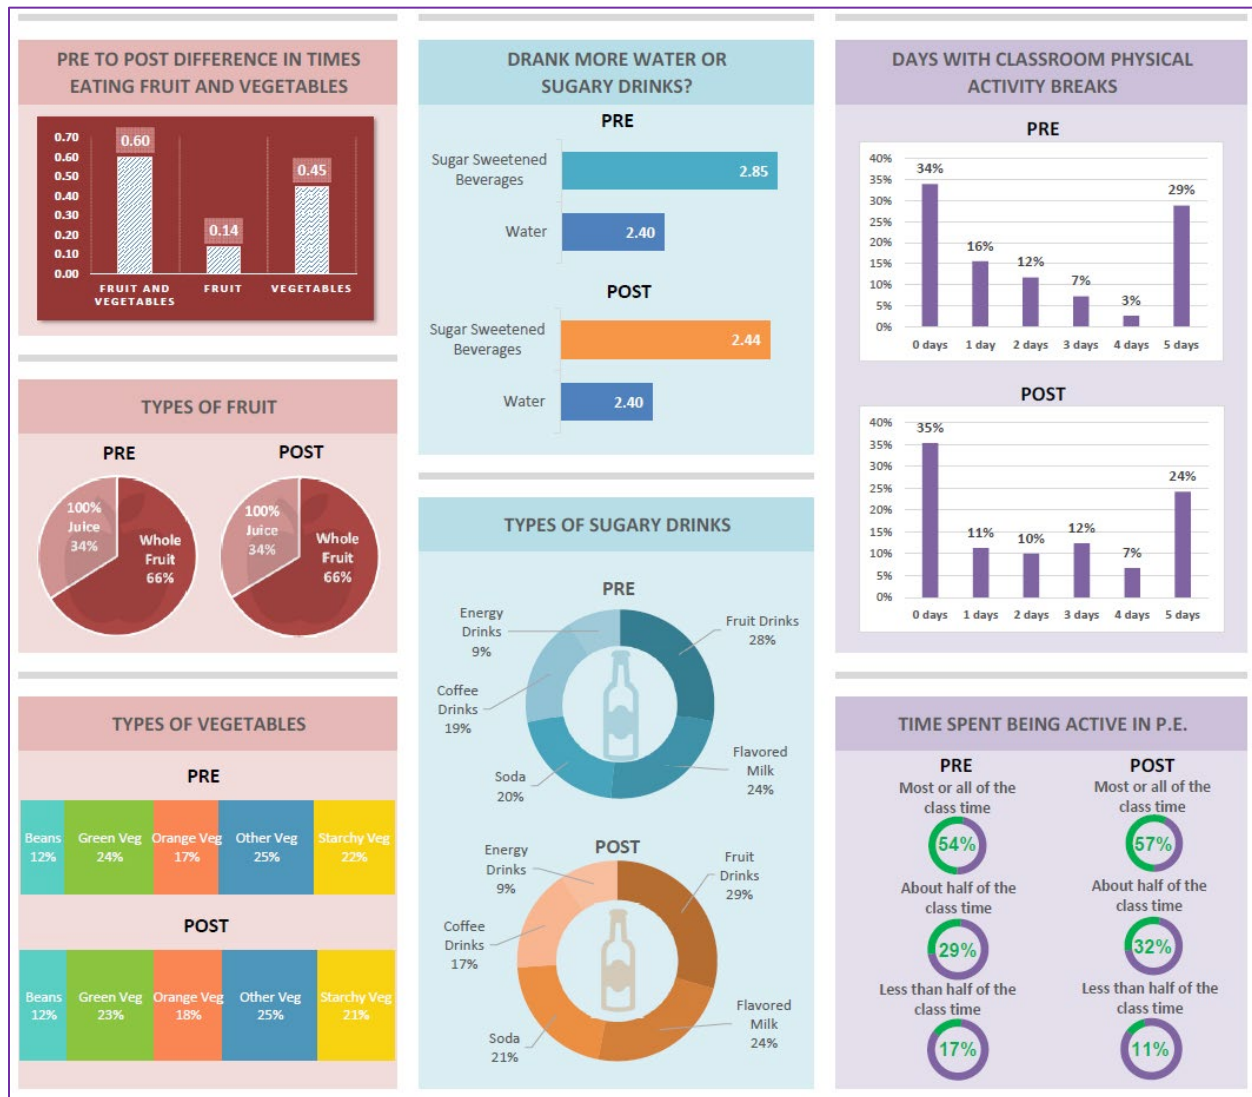 PRE TO POST DIFFERENCE IN TIMES
EATING FRUIT AND VEGETABLES
0.70
0.60
0.50
0.40
0.30
0.20
0.10
0.00
0.60
0.14
0.45
FRUIT AND
VEGETABLES
FRUIT
VEGETABLES
TYPES OF FRUIT
PRE
100%
Juice
34%
Whole
Fruit
66%
POST
100%
Juice
34%
Whole
Fruit
66%
TYPES OF VEGETABLES
PRE
Beans
12%
Green Veg
24%
Orange Veg
17%
Other Veg
25%
Starchy Veg
22%
POST
Beans
12%
Green Veg
23%
Orange Veg
18%
Other Veg
25%
Starchy Veg
21%
DRANK MORE WATER OR
SUGARY DRINKS?
PRE
Sugar Sweetened
Beverages
2.85
Water
2.40
POST
Sugar Sweetened
Beverages
2.44
Water
2.40
TYPES OF SUGARY DRINKS
PRE
Energy
Drinks
9%
Fruit Drinks
28%
Coffee
Drinks
19%
Soda
20%
Flavored
Milk
24%
POST
Energy
Drinks
9%
Fruit
Drinks
29%
Coffee
Drinks
17%
Soda
21%
Flavored
Milk
24%
DAYS WITH CLASSROOM PHYSICAL
ACTIVITY BREAKS
PRE
40%
35%
30%
25%
20%
15%
10%
5%
0%
34%
16%
12%
7%
3%
29%
0 days
1 day
2 days
3 days
4 days
5 days
POST
40%
35%
30%
25%
20%
15%
10%
5%
0%
35%
11%
10%
12%
7%
24%
0 days
1 days
2 days
3 days
4 days
5 days
TIME SPENT BEING ACTIVE IN P.E.
PRE
Most or all of the
class time
54%
About half of the
class time
29%
Less than half of the
class time
17%
POST
Most or all of the
class time
57%
About half of the
class time
32%
Less than half of the
class time
11%